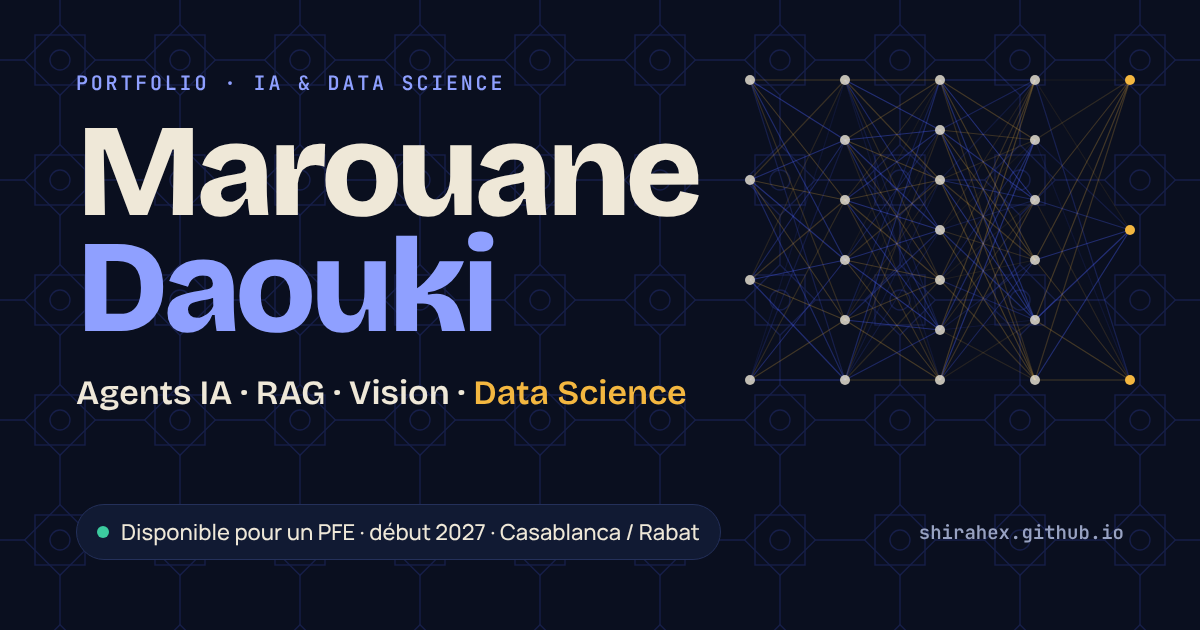 PORTFOLIO · IA & DATA SCIENCE
Marouane
Daouki
Agents IA · RAG · Vision · Data Science
Disponible pour un PFE · début 2027 · Casablanca / Rabat
shirahex.github.io